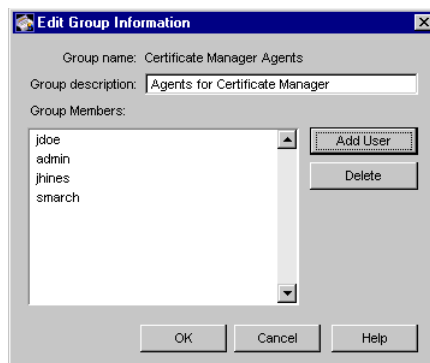 Edit Group Information
Group name: Certificate Manager Agents
Group description: Agents for Certificate Manager
Group Members:
jdoe
admin
jhines
smarch
Add User
Delete
OK Cancel Help